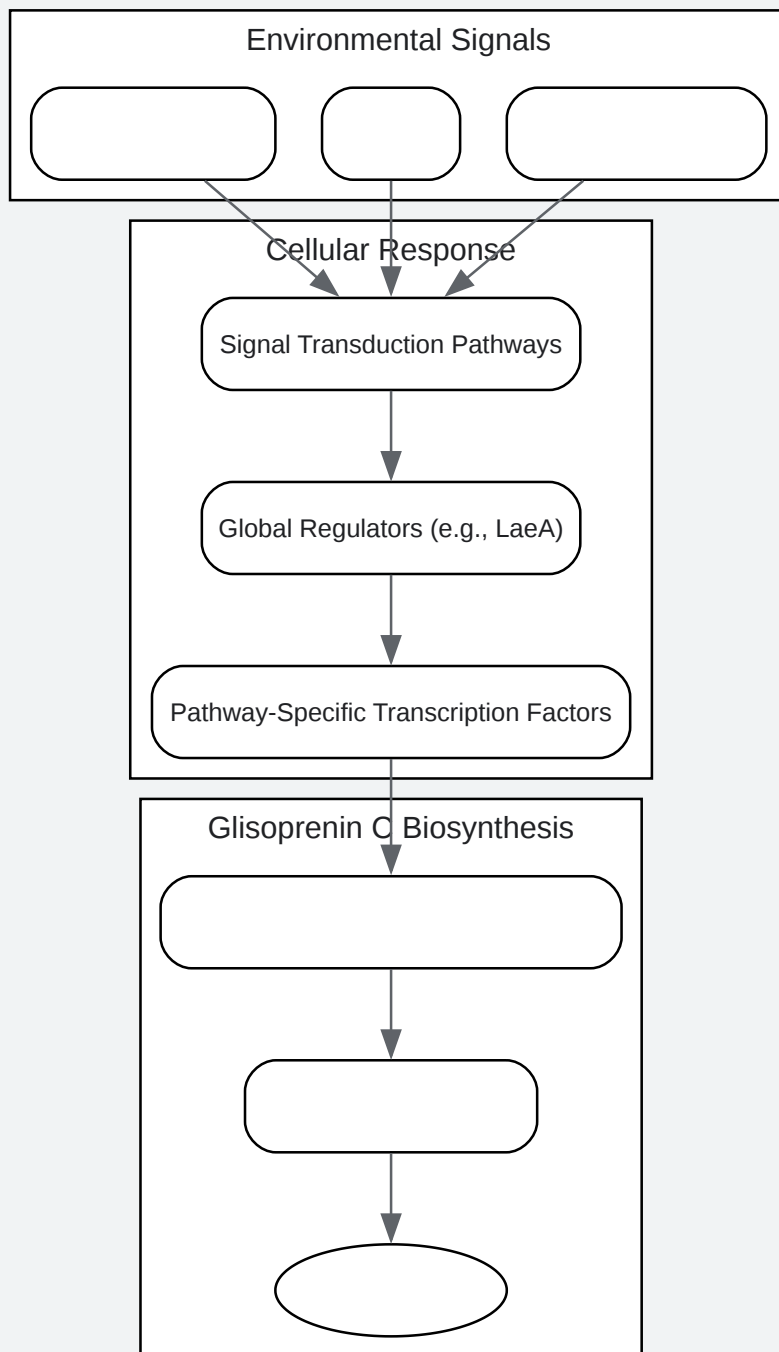 Environmental Signals
Cellular Response
Signal Transduction Pathways
Global Regulators (e.g., LaeA)
Pathway-Specific Transcription Factors
Glisoprenin C Biosynthesis